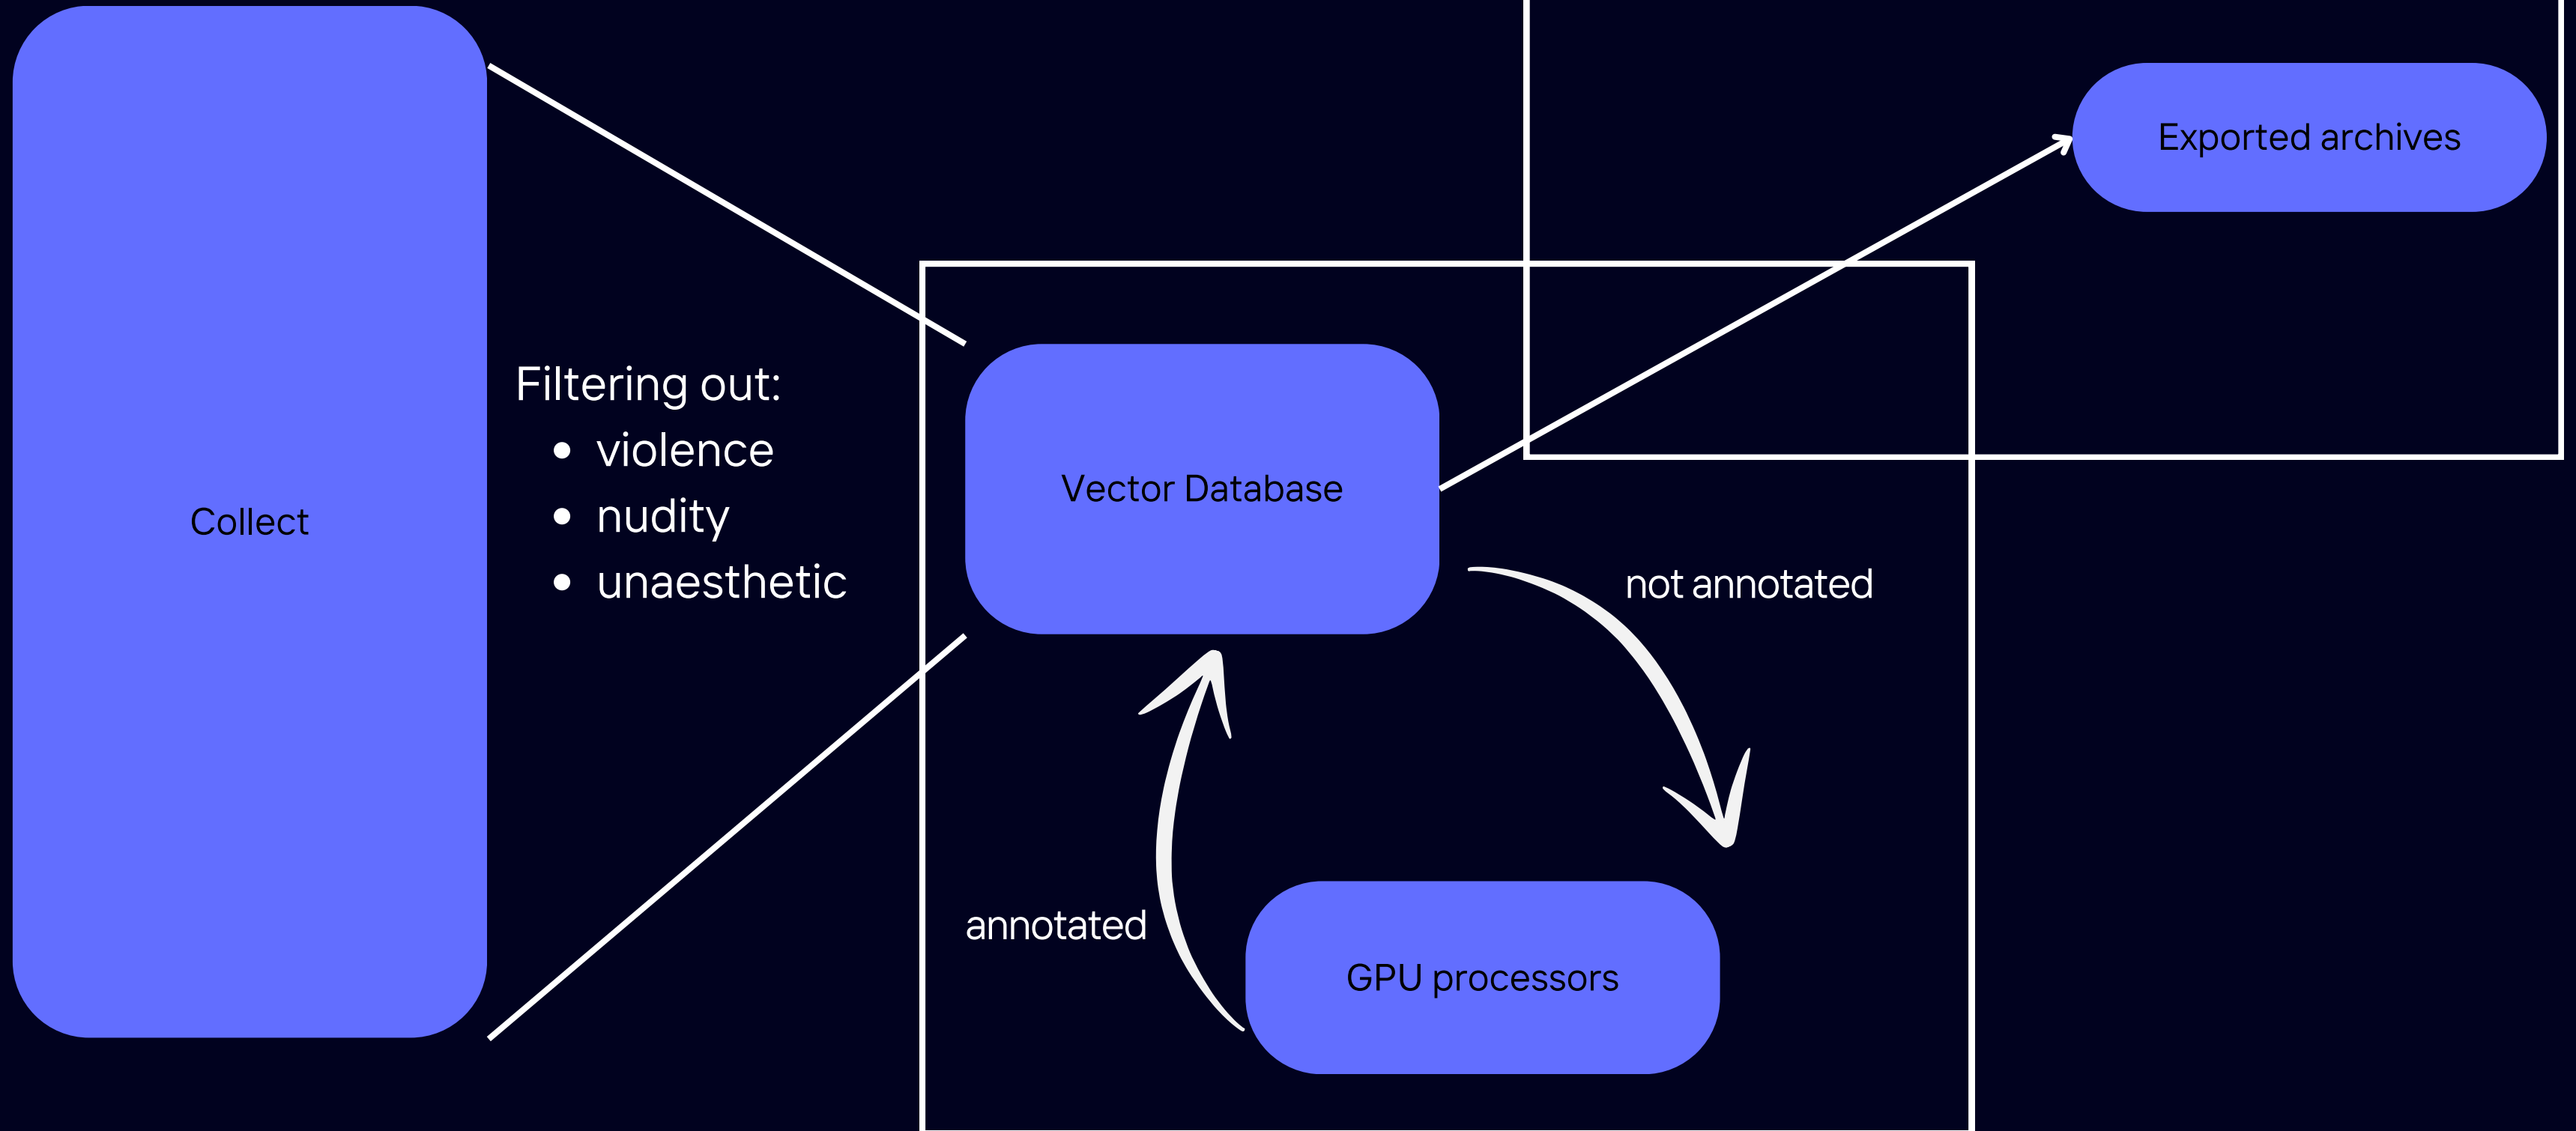 Collect
Filtering out:
• violence
• nudity
• unaesthetic
Vector Database
Exported archives
not annotated
annotated
GPU processors